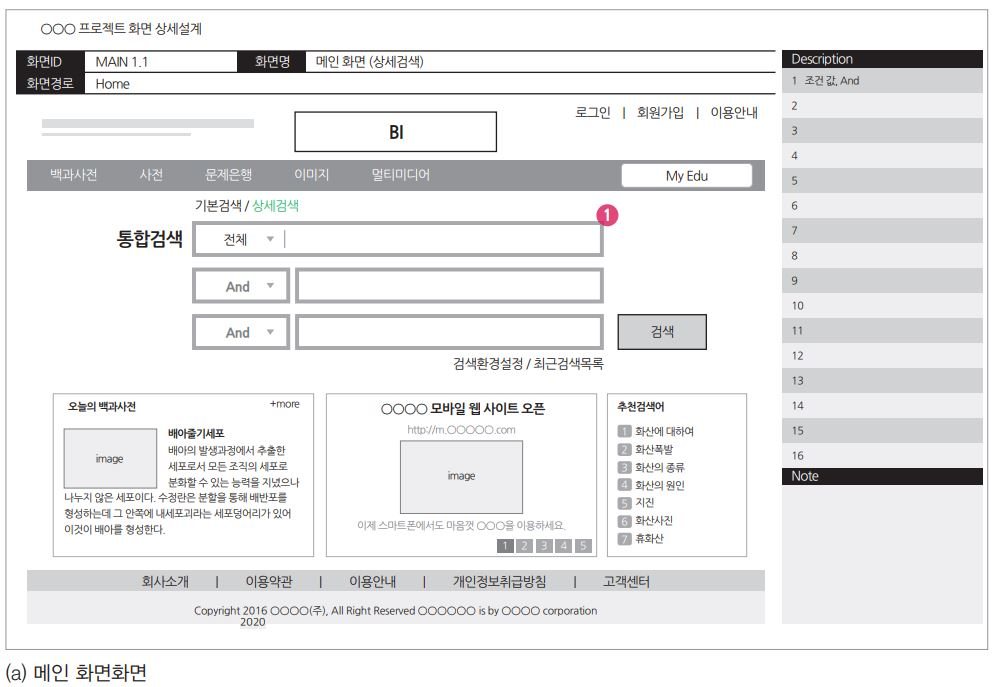 ○○○ 프로젝트 화면 상세설계
화면ID MAIN 1.1 화면명 메인 화면 (상세검색)
화면경로 Home
로그인 | 회원가입 | 이용안내
BI
백과사전 사전 문제은행 이미지 멀티미디어 My Edu
기본검색 / 상세검색
1
통합검색 전체
And
And 검색
검색환경설정 / 최근검색목록
오늘의 백과사전 +more
image
배아줄기세포
배아의 발생과정에서 추출한
세포로서 모든 조직의 세포로
분화할 수 있는 능력을 지녔으나
나누지 않은 세포이다. 수정란은 분할을 통해 배반포를
형성하는데 그 안쪽에 내세포괴라는 세포덩어리가 있어
이것이 배아를 형성한다.
○○○○ 모바일 웹 사이트 오픈
http://m.○○○○○.com
image
이제 스마트폰에서도 마음껏 ○○○을 이용하세요.
1 2 3 4 5
추천검색어
1 화산에 대하여
2 화산폭발
3 화산의 종류
4 화산의 원인
5 지진
6 화산사진
7 휴화산
회사소개 | 이용약관 | 이용안내 | 개인정보취급방침 | 고객센터
Copyright 2016 ○○○○(주), All Right Reserved ○○○○○○ is by ○○○○ corporation
2020
Description
1 조건 값, And
2
3
4
5
6
7
8
9
10
11
12
13
14
15
16
Note
(a) 메인 화면화면